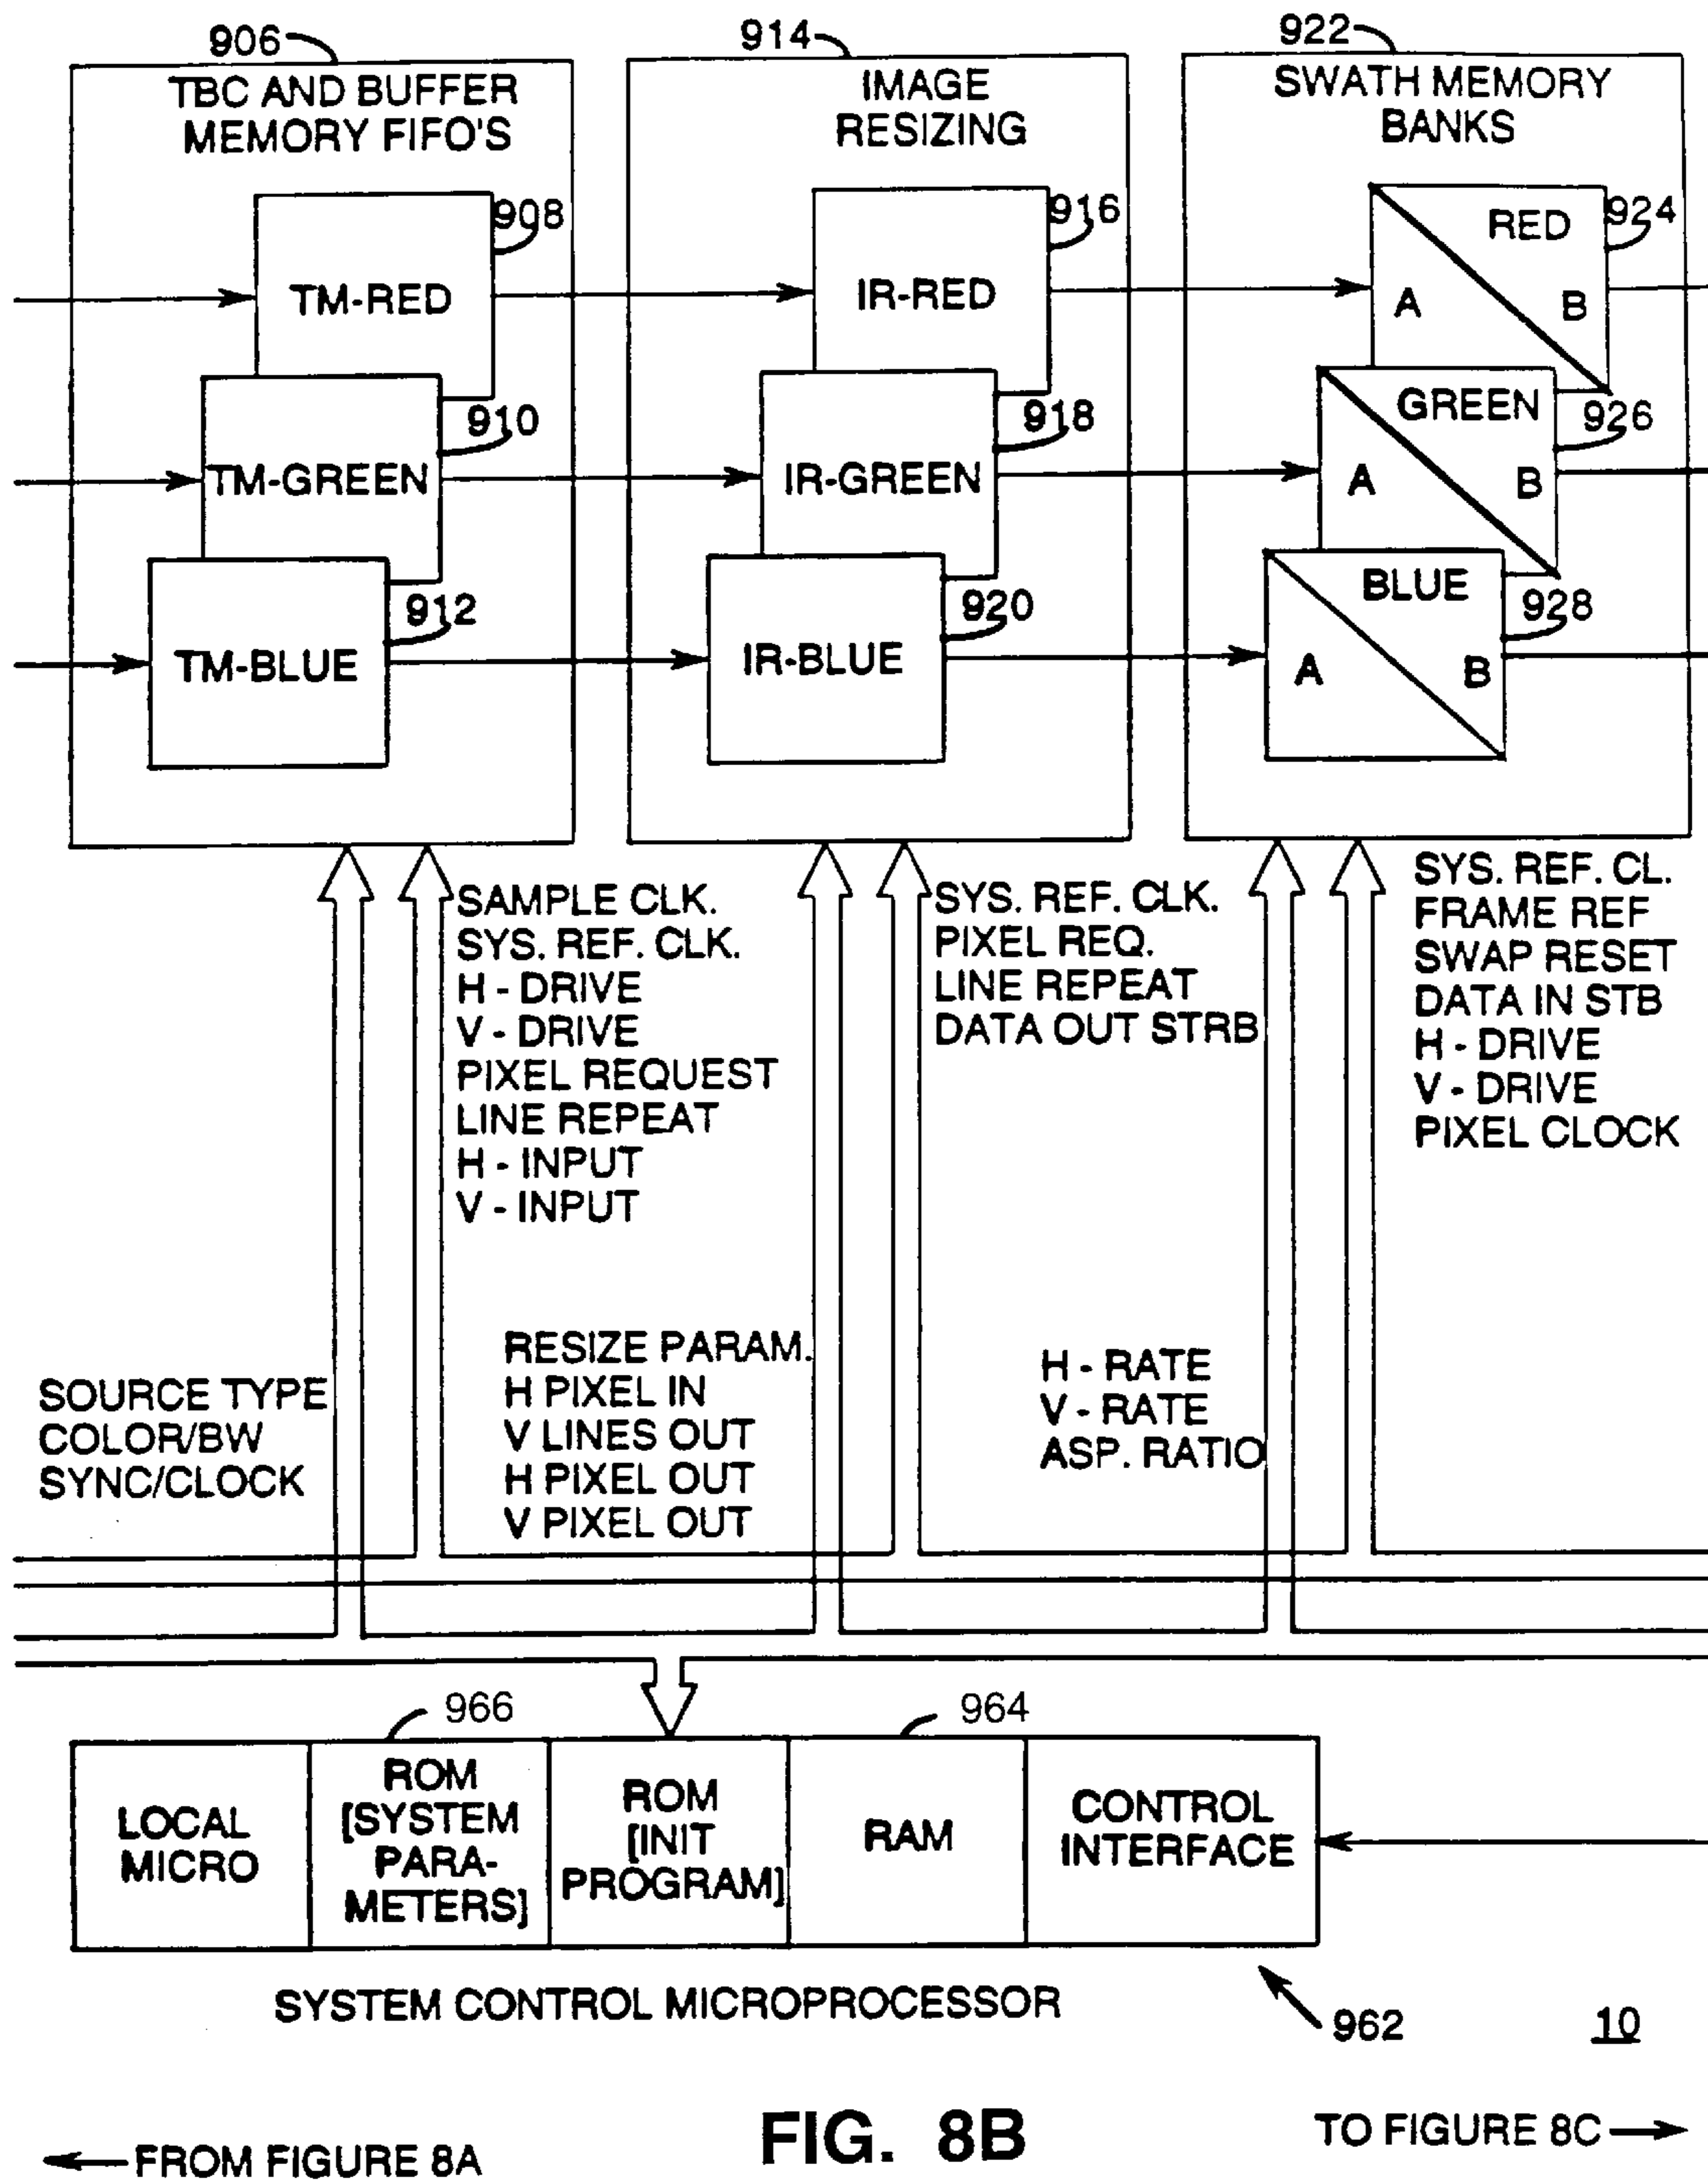 906
914
922
TBC AND BUFFER
MEMORY FIFO'S
IMAGE
RESIZING
SWATH MEMORY
BANKS
908
TM-RED
910
TM-GREEN
912
TM-BLUE
916
IR-RED
918
IR-GREEN
920
IR-BLUE
RED
924
A
B
GREEN
926
A
B
BLUE
928
A
B
SAMPLE CLK.
SYS. REF. CLK.
H - DRIVE
V - DRIVE
PIXEL REQUEST
LINE REPEAT
H - INPUT
V - INPUT
SYS. REF. CLK.
PIXEL REQ.
LINE REPEAT
DATA OUT STRB
SYS. REF. CL.
FRAME REF
SWAP RESET
DATA IN STB
H - DRIVE
V - DRIVE
PIXEL CLOCK
SOURCE TYPE
COLOR/BW
SYNC/CLOCK
RESIZE PARAM.
H PIXEL IN
V LINES OUT
H PIXEL OUT
V PIXEL OUT
H - RATE
V - RATE
ASP. RATIO
966
964
LOCAL
MICRO
ROM
[SYSTEM
PARA-
METERS]
ROM
[INIT
PROGRAM]
RAM
CONTROL
INTERFACE
SYSTEM CONTROL MICROPROCESSOR
962
10
FROM FIGURE 8A
FIG. 8B
TO FIGURE 8C